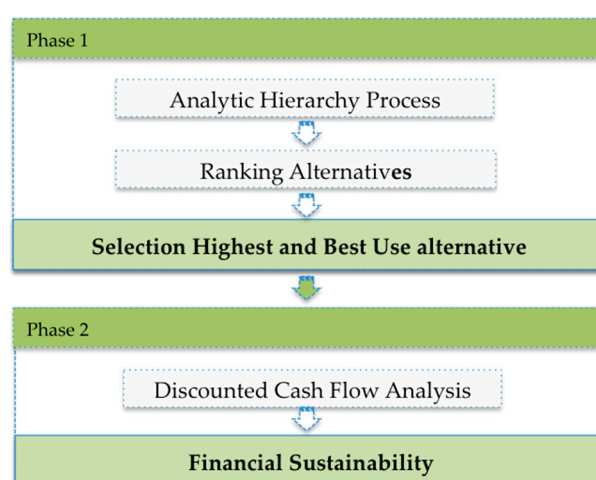 Phase 1
Analytic Hierarchy Process
Ranking Alternatives
Selection Highest and Best Use alternative
Phase 2
Discounted Cash Flow Analysis
Financial Sustainability